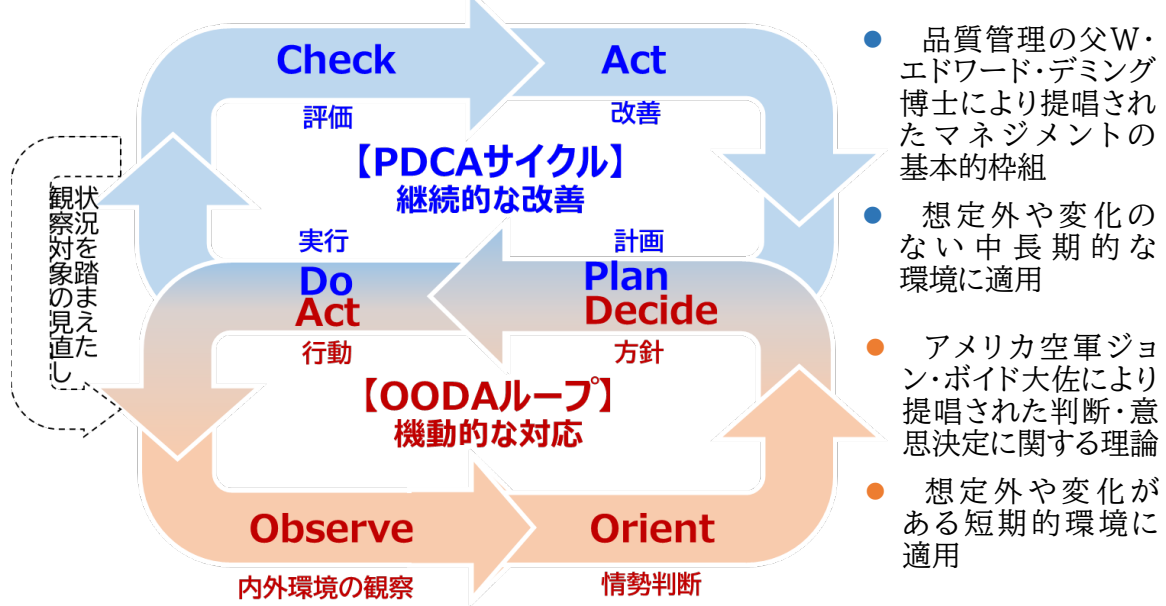 Check
Act
評価
改善
【PDCAサイクル】
継続的な改善
実行
計画
Do
Plan
Act
Decide
行動
方針
【OODAループ】
機動的な対応
Observe
Orient
内外環境の観察
情勢判断
状況を踏まえた
観察対象の見直し
● 品質管理の父W・
エドワード・デミング
博士により提唱され
たマネジメントの
基本的枠組
● 想定外や変化の
ない中長期的な
環境に適用
● アメリカ空軍ジョ
ン・ボイド大佐により
提唱された判断・意
思決定に関する理論
● 想定外や変化が
ある短期的環境に
適用